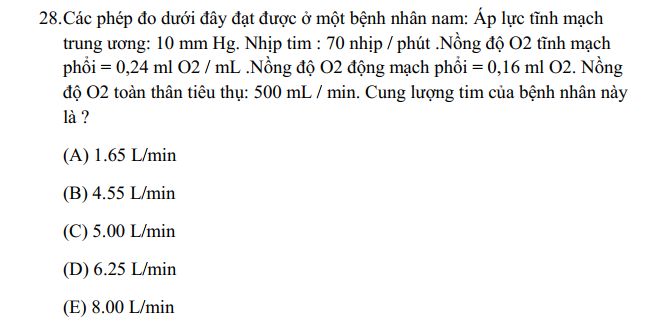 28.Các phép đo dưới đây đạt được ở một bệnh nhân nam: Áp lực tĩnh mạch
trung ương: 10 mm Hg. Nhịp tim : 70 nhịp / phút .Nồng độ O2 tĩnh mạch
phổi = 0,24 ml O2 / mL .Nồng độ O2 động mạch phổi = 0,16 ml O2. Nồng
độ O2 toàn thân tiêu thụ: 500 mL / min. Cung lượng tim của bệnh nhân này
là ?
(A) 1.65 L/min
(B) 4.55 L/min
(C) 5.00 L/min
(D) 6.25 L/min
(E) 8.00 L/min